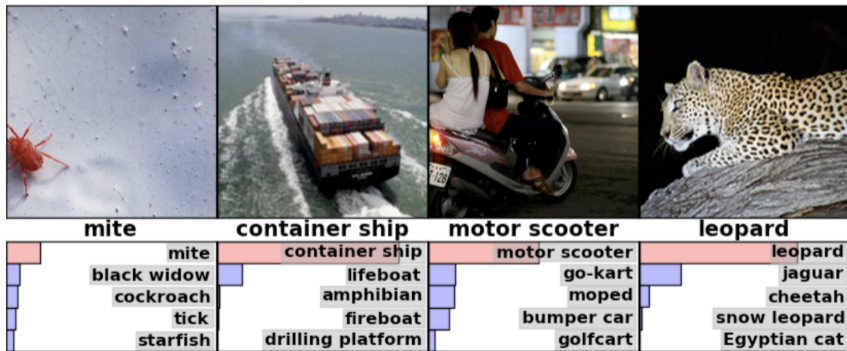 mite
container ship
motor scooter
leopard
mite
black widow
cockroach
tick
starfish
container ship
lifeboat
amphibian
fireboat
drilling platform
motor scooter
go-kart
moped
bumper car
golfcart
leopard
jaguar
cheetah
snow leopard
Egyptian cat